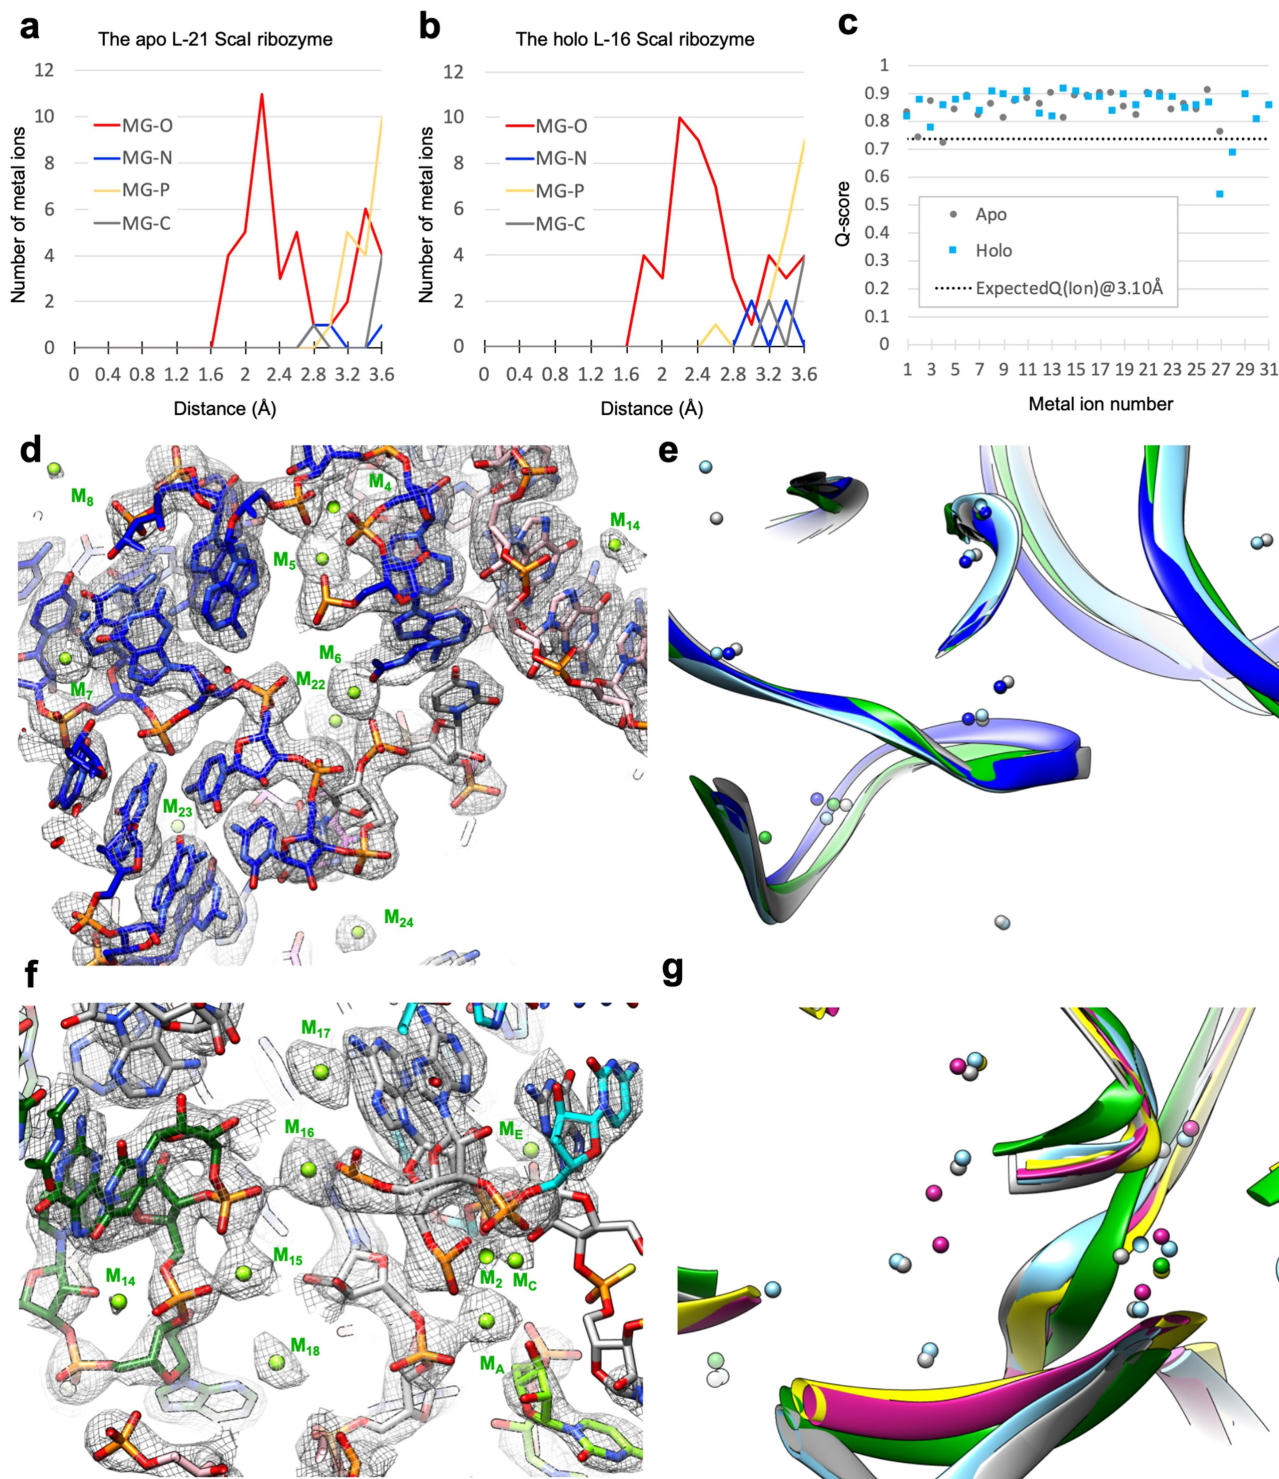 a
The apo L-21 ScaI ribozyme
Number of metal ions
12
10
8
6
4
2
0
MG-O
MG-N
MG-P
MG-C
0 0.4 0.8 1.2 1.6 2 2.4 2.8 3.2 3.6
Distance (Å)
b
The holo L-16 ScaI ribozyme
Number of metal ions
12
10
8
6
4
2
0
MG-O
MG-N
MG-P
MG-C
0 0.4 0.8 1.2 1.6 2 2.4 2.8 3.2 3.6
Distance (Å)
c
Q-score
1
0.9
0.8
0.7
0.6
0.5
0.4
0.3
0.2
0.1
0
Apo
Holo
ExpectedQ(Ion)@3.10Å
1 3 5 7 9 11 13 15 17 19 21 23 25 27 29 31
Metal ion number
d
M8
M4
M14
M5
M6
M22
M7
M23
M24
e
f
M17
M16
ME
M15
M2 MC
M14
M18
MA
g